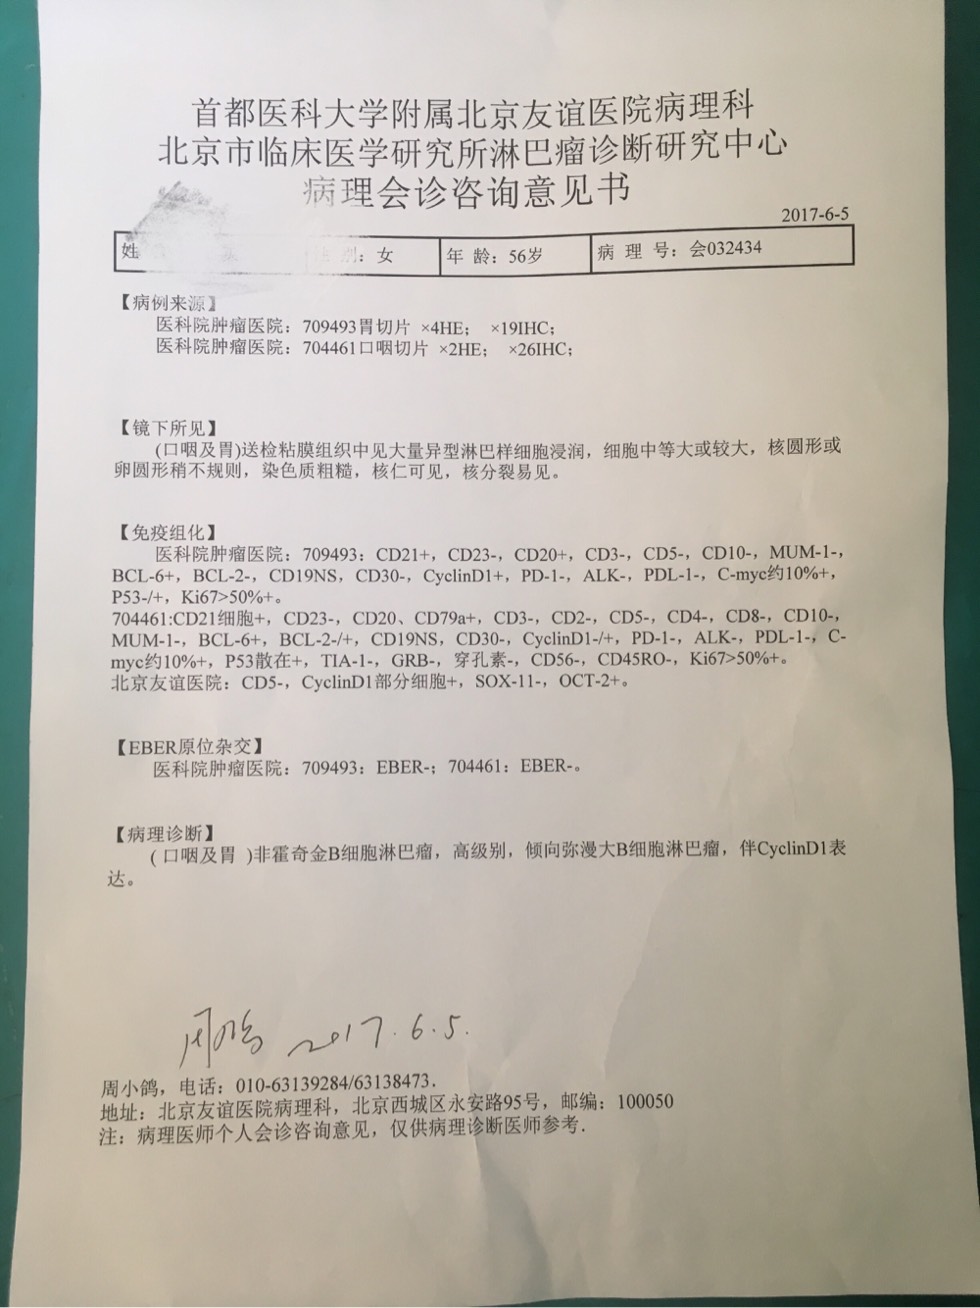 首都医科大学附属北京友谊医院病理科
北京市临床医学研究所淋巴瘤诊断研究中心
病理会诊咨询意见书
2017-6-5
姓 别：女 年 龄：56岁 病 理 号：会032434
【病例来源】
医科院肿瘤医院：709493胃切片 ×4HE； ×19IHC；
医科院肿瘤医院：704461口咽切片 ×2HE； ×26IHC；
【镜下所见】
(口咽及胃)送检粘膜组织中见大量异型淋巴样细胞浸润，细胞中等大或较大，核圆形或
卵圆形稍不规则，染色质粗糙，核仁可见，核分裂易见。
【免疫组化】
医科院肿瘤医院：709493：CD21+，CD23-，CD20+，CD3-，CD5-，CD10-，MUM-1-，
BCL-6+，BCL-2-，CD19NS，CD30-，CyclinD1+，PD-1-，ALK-，PDL-1-，C-myc约10%+，
P53-/+，Ki67>50%+。
704461:CD21细胞+，CD23-，CD20、CD79a+，CD3-，CD2-，CD5-，CD4-，CD8-，CD10-，
MUM-1-，BCL-6+，BCL-2-/+，CD19NS，CD30-，CyclinD1-/+，PD-1-，ALK-，PDL-1-，C-
myc约10%+，P53散在+，TIA-1-，GRB-，穿孔素-，CD56-，CD45RO-，Ki67>50%+。
北京友谊医院：CD5-，CyclinD1部分细胞+，SOX-11-，OCT-2+。
【EBER原位杂交】
医科院肿瘤医院：709493：EBER-；704461：EBER-。
【病理诊断】
( 口咽及胃 )非霍奇金B细胞淋巴瘤，高级别，倾向弥漫大B细胞淋巴瘤，伴CyclinD1表
达。
2017.6.5.
周小鸽，电话：010-63139284/63138473.
地址：北京友谊医院病理科，北京西城区永安路95号，邮编：100050
注：病理医师个人会诊咨询意见，仅供病理诊断医师参考.